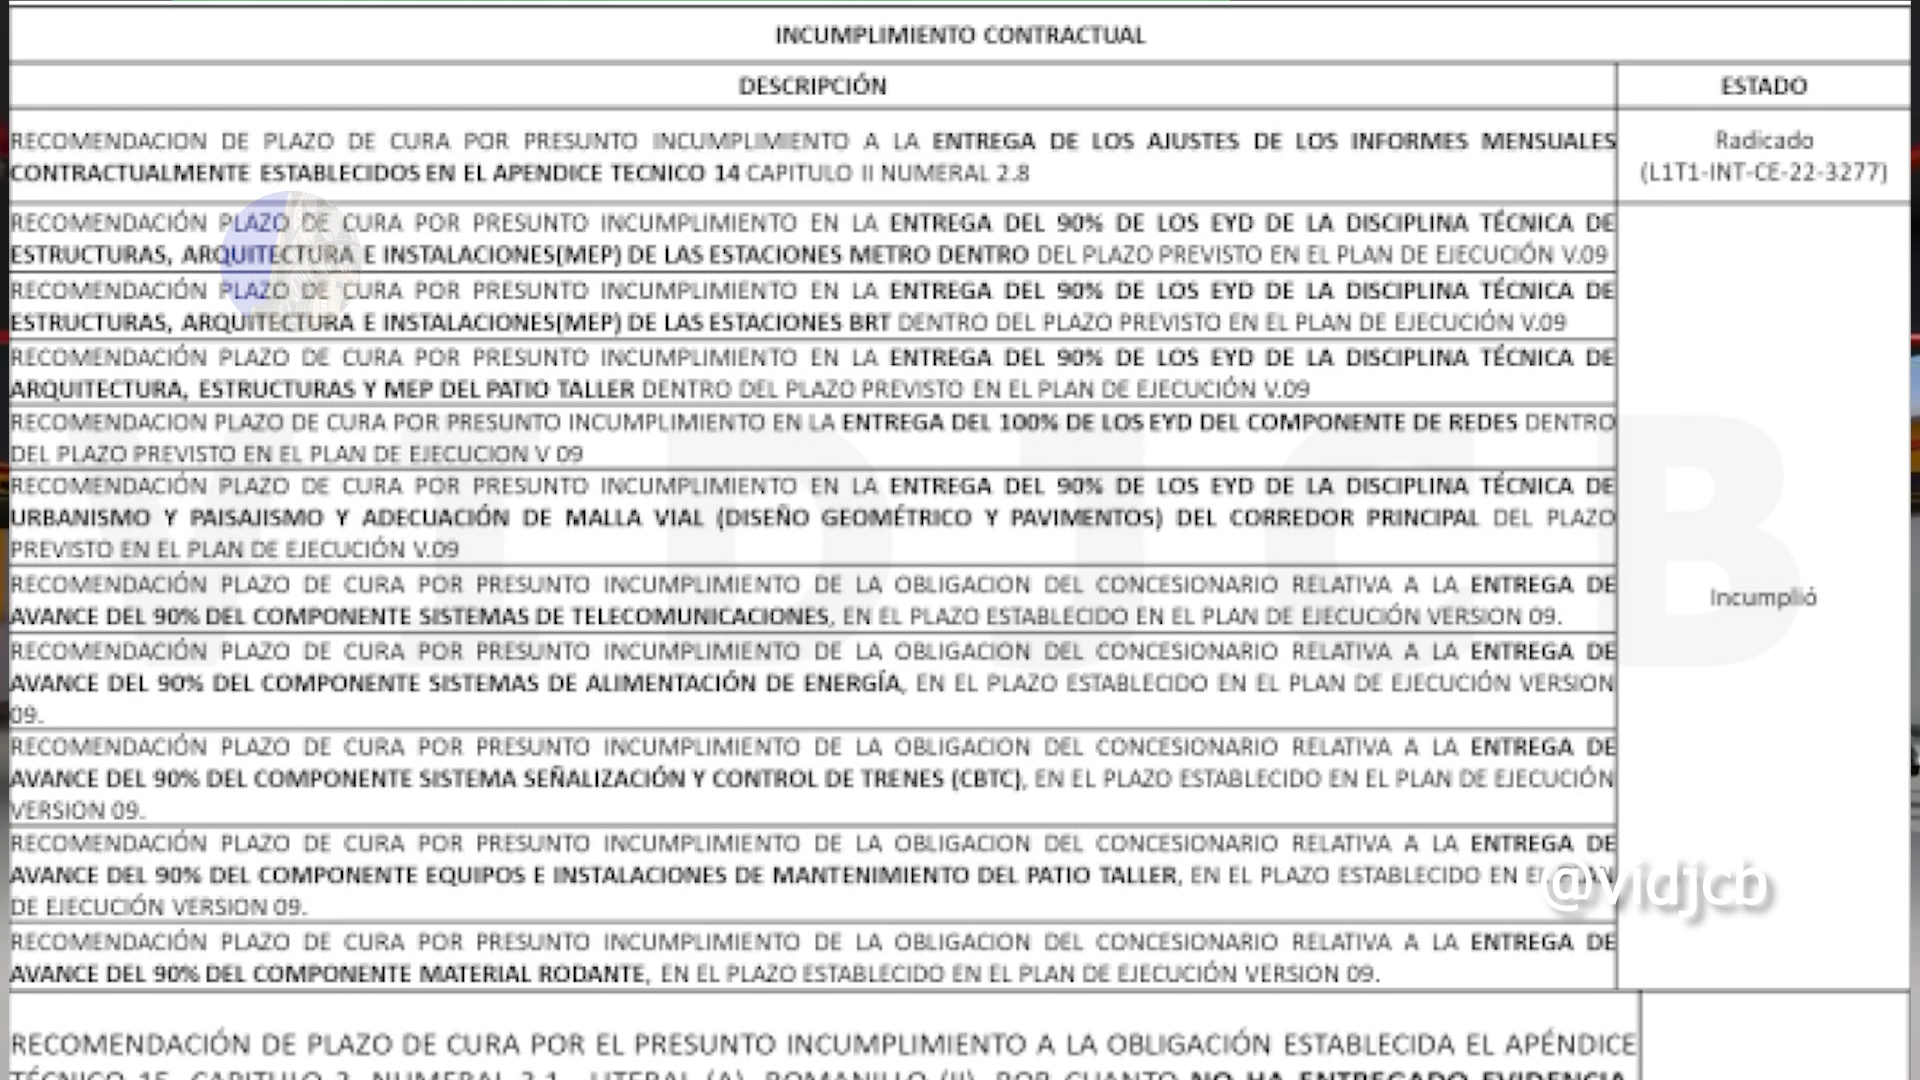 INCUMPLIMIENTO CONTRACTUAL
DESCRIPCIÓN
ESTADO
RECOMENDACION DE PLAZO DE CURA POR PRESUNTO INCUMPLIMIENTO A LA ENTREGA DE LOS AJUSTES DE LOS INFORMES MENSUALES
CONTRACTUALMENTE ESTABLECIDOS EN EL APENDICE TECNICO 14 CAPITULO II NUMERAL 2.8
Radicado
(L1T1-INT-CE-22-3277)
RECOMENDACIÓN PLAZO DE CURA POR PRESUNTO INCUMPLIMIENTO EN LA ENTREGA DEL 90% DE LOS EYD DE LA DISCIPLINA TÉCNICA DE
ESTRUCTURAS, ARQUITECTURA E INSTALACIONES(MEP) DE LAS ESTACIONES METRO DENTRO DEL PLAZO PREVISTO EN EL PLAN DE EJECUCIÓN V.09
RECOMENDACIÓN PLAZO DE CURA POR PRESUNTO INCUMPLIMIENTO EN LA ENTREGA DEL 90% DE LOS EYD DE LA DISCIPLINA TÉCNICA DE
ESTRUCTURAS, ARQUITECTURA E INSTALACIONES(MEP) DE LAS ESTACIONES BRT DENTRO DEL PLAZO PREVISTO EN EL PLAN DE EJECUCIÓN V.09
RECOMENDACIÓN PLAZO DE CURA POR PRESUNTO INCUMPLIMIENTO EN LA ENTREGA DEL 90% DE LOS EYD DE LA DISCIPLINA TÉCNICA DE
ARQUITECTURA, ESTRUCTURAS Y MEP DEL PATIO TALLER DENTRO DEL PLAZO PREVISTO EN EL PLAN DE EJECUCIÓN V.09
RECOMENDACION PLAZO DE CURA POR PRESUNTO INCUMPLIMIENTO EN LA ENTREGA DEL 100% DE LOS EYD DEL COMPONENTE DE REDES DENTRO
DEL PLAZO PREVISTO EN EL PLAN DE EJECUCION V 09
RECOMENDACIÓN PLAZO DE CURA POR PRESUNTO INCUMPLIMIENTO EN LA ENTREGA DEL 90% DE LOS EYD DE LA DISCIPLINA TÉCNICA DE
URBANISMO Y PAISAJISMO Y ADECUACIÓN DE MALLA VIAL (DISEÑO GEOMÉTRICO Y PAVIMENTOS) DEL CORREDOR PRINCIPAL DEL PLAZO
PREVISTO EN EL PLAN DE EJECUCIÓN V.09
RECOMENDACIÓN PLAZO DE CURA POR PRESUNTO INCUMPLIMIENTO DE LA OBLIGACION DEL CONCESIONARIO RELATIVA A LA ENTREGA DE
AVANCE DEL 90% DEL COMPONENTE SISTEMAS DE TELECOMUNICACIONES, EN EL PLAZO ESTABLECIDO EN EL PLAN DE EJECUCIÓN VERSION 09.
Incumplió
RECOMENDACIÓN PLAZO DE CURA POR PRESUNTO INCUMPLIMIENTO DE LA OBLIGACION DEL CONCESIONARIO RELATIVA A LA ENTREGA DE
AVANCE DEL 90% DEL COMPONENTE SISTEMAS DE ALIMENTACIÓN DE ENERGÍA, EN EL PLAZO ESTABLECIDO EN EL PLAN DE EJECUCIÓN VERSION
09.
RECOMENDACIÓN PLAZO DE CURA POR PRESUNTO INCUMPLIMIENTO DE LA OBLIGACION DEL CONCESIONARIO RELATIVA A LA ENTREGA DE
AVANCE DEL 90% DEL COMPONENTE SISTEMA SEÑALIZACIÓN Y CONTROL DE TRENES (CBTC), EN EL PLAZO ESTABLECIDO EN EL PLAN DE EJECUCIÓN
VERSION 09.
RECOMENDACIÓN PLAZO DE CURA POR PRESUNTO INCUMPLIMIENTO DE LA OBLIGACION DEL CONCESIONARIO RELATIVA A LA ENTREGA DE
AVANCE DEL 90% DEL COMPONENTE EQUIPOS E INSTALACIONES DE MANTENIMIENTO DEL PATIO TALLER, EN EL PLAZO ESTABLECIDO EN
DE EJECUCIÓN VERSION 09.
@vidjcb
RECOMENDACIÓN PLAZO DE CURA POR PRESUNTO INCUMPLIMIENTO DE LA OBLIGACION DEL CONCESIONARIO RELATIVA A LA ENTREGA DE
AVANCE DEL 90% DEL COMPONENTE MATERIAL RODANTE, EN EL PLAZO ESTABLECIDO EN EL PLAN DE EJECUCIÓN VERSION 09.
RECOMENDACIÓN DE PLAZO DE CURA POR EL PRESUNTO INCUMPLIMIENTO A LA OBLIGACIÓN ESTABLECIDA EL APÉNDICE
TÉCNICO 15, CAPITULO 3, NUMERAL 3.1, LITERAL (A), ROMANILLO (II), POR CUANTO NO HA ENTREGADO EVIDENCIA
VIDJCB